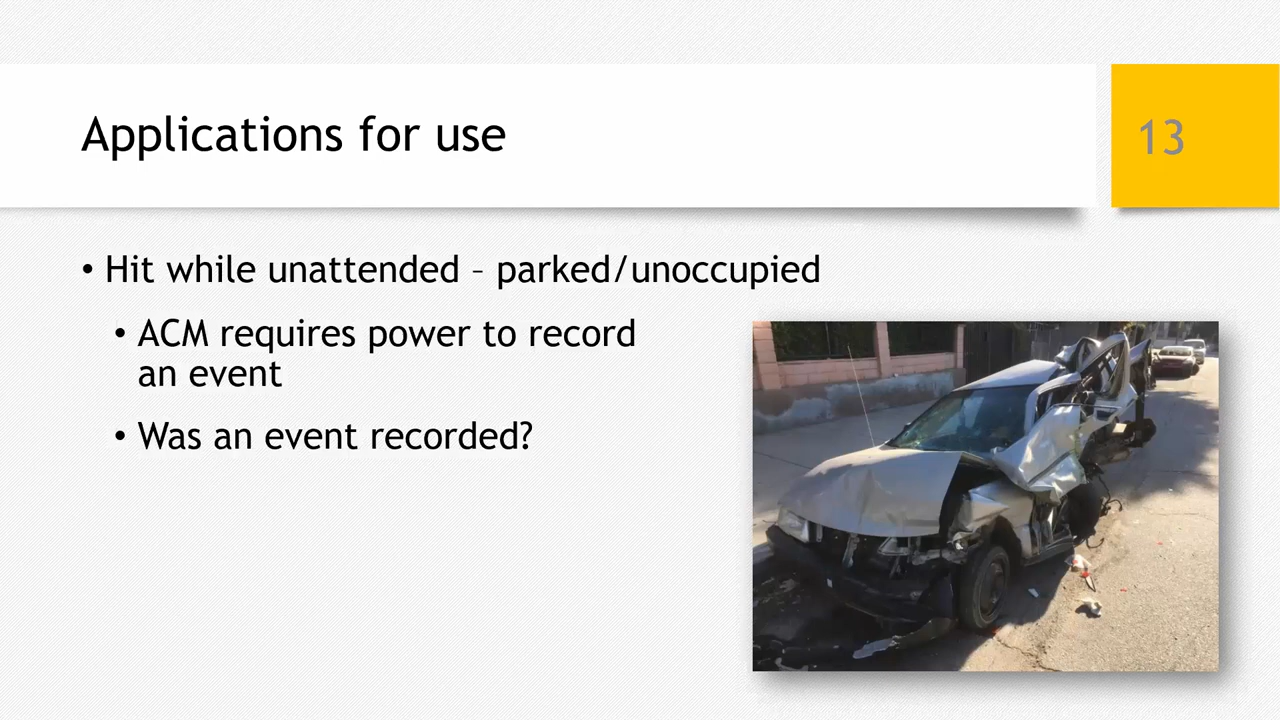 Applications for use
13
• Hit while unattended – parked/unoccupied
• ACM requires power to record
an event
• Was an event recorded?